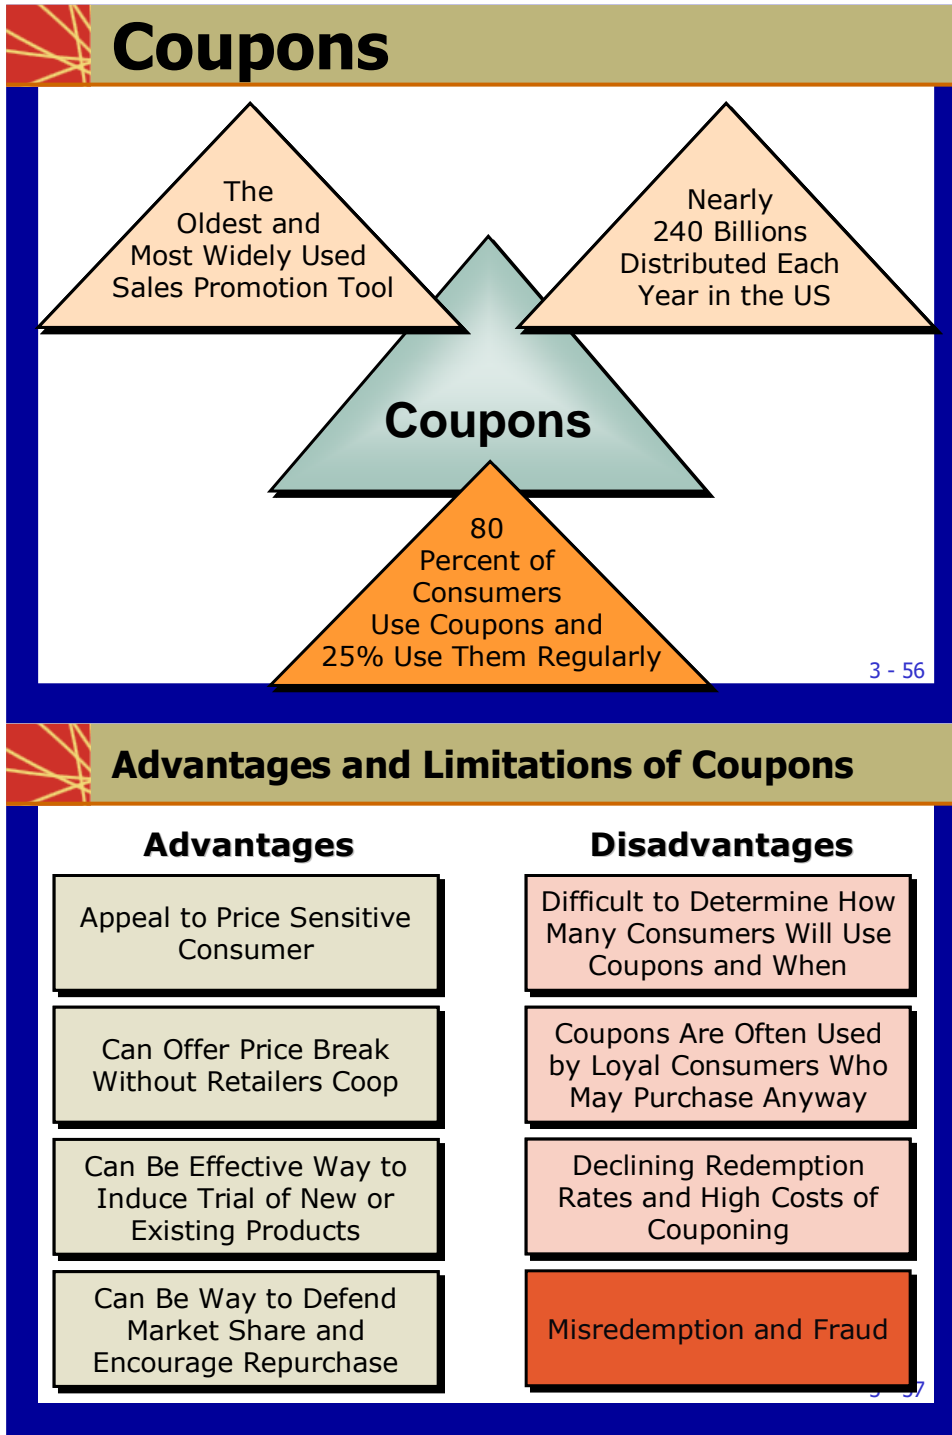 Coupons
The
Oldest and
Most Widely Used
Sales Promotion Tool
Nearly
240 Billions
Distributed Each
Year in the US
Coupons
80
Percent of
Consumers
Use Coupons and
25% Use Them Regularly
3 - 56
Advantages and Limitations of Coupons
Advantages
Appeal to Price Sensitive
Consumer
Can Offer Price Break
Without Retailers Coop
Can Be Effective Way to
Induce Trial of New or
Existing Products
Can Be Way to Defend
Market Share and
Encourage Repurchase
Disadvantages
Difficult to Determine How
Many Consumers Will Use
Coupons and When
Coupons Are Often Used
by Loyal Consumers Who
May Purchase Anyway
Declining Redemption
Rates and High Costs of
Couponing
Misredemption and Fraud